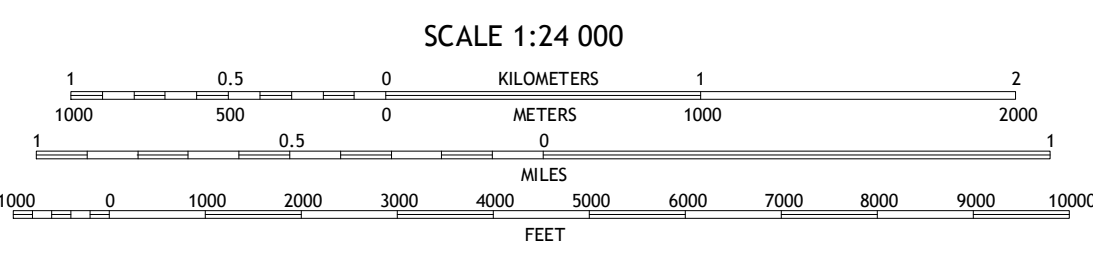 SCALE 1:24 000
1 0.5 0 KILOMETERS 1 2
1000 500 0 METERS 1000 2000
1 0.5 0 1
MILES
1000 0 1000 2000 3000 4000 5000 6000 7000 8000 9000 10000
FEET